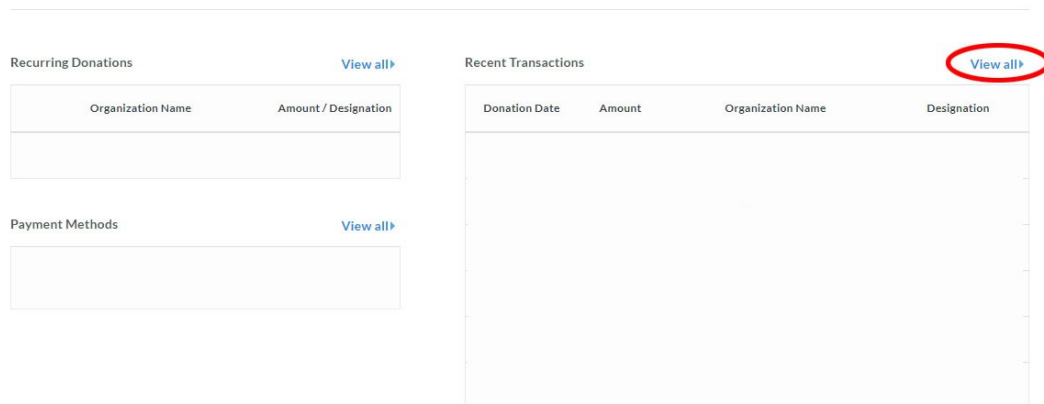 Recurring Donations View all
Organization Name Amount / Designation
Payment Methods View all
Recent Transactions View all
Donation Date Amount Organization Name Designation